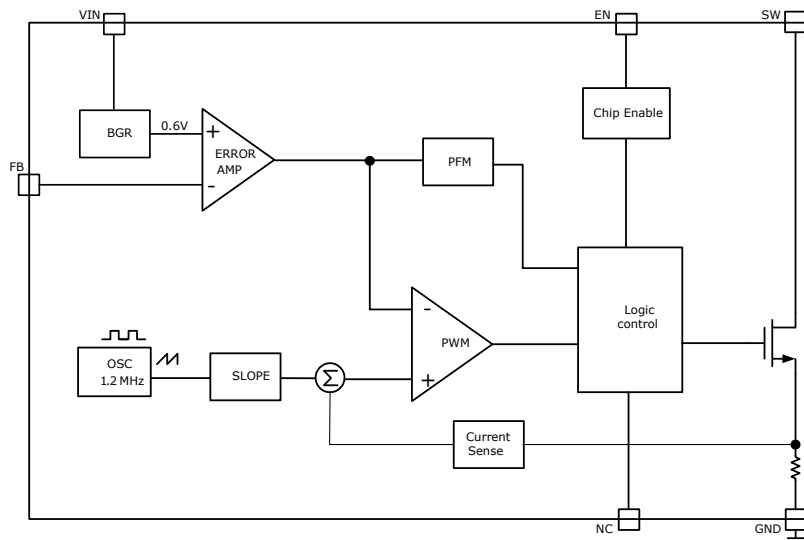 VIN
EN
SW
Chip Enable
BGR
0.6V
+
ERROR
AMP
-
FB
PFM
Logic
control
-
PWM
+
OSC
1.2 MHz
SLOPE
Σ
Current
Sense
NC
GND